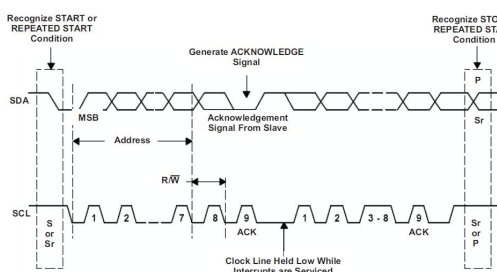 Recognize START or
REPEATED START
Condition
Recognize STO
REPEATED STA
Condition
Generate ACKNOWLEDGE
Signal
P
SDA
MSB
Acknowledgement
Signal From Slave
Sr
Address
R/W
SCL
S
or
Sr
1
2
7
8
9
ACK
1
2
3 - 8
9
ACK
Sr
or
P
Clock Line Held Low While
Interrupts are Serviced